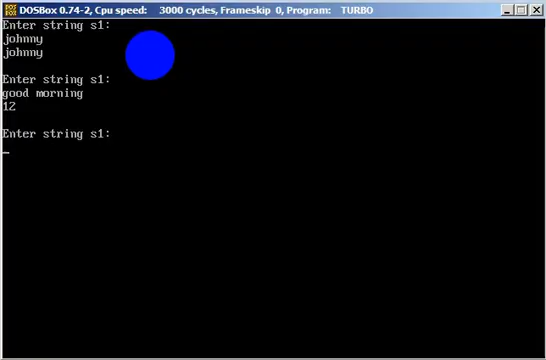 DOSBox 0.74-2, Cpu speed: 3000 cycles, Frameskip 0, Program: TURBO
Enter string s1:
johnny
johnny
Enter string s1:
good morning
12
Enter string s1:
_